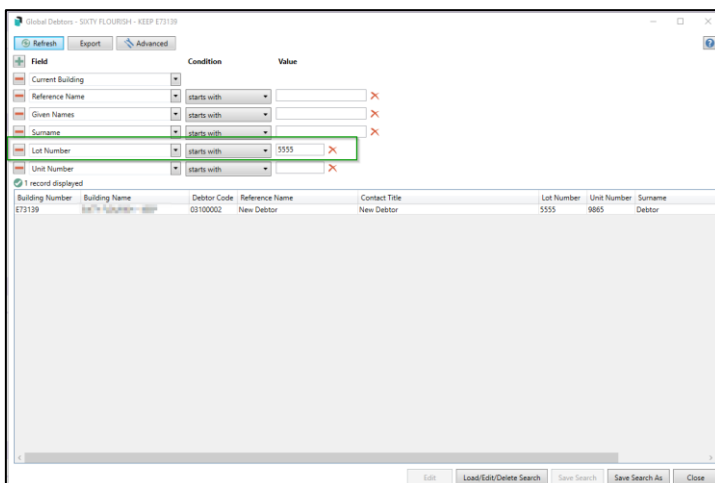 Global Debtors - SIXTY FLOURISH - KEEP E73139
Refresh Export Advanced
Field Condition Value
Current Building
Reference Name starts with
Given Names starts with
Surname starts with
Lot Number starts with 5555
Unit Number starts with
1 record displayed
Building Number Building Name Debtor Code Reference Name Contact Title Lot Number Unit Number Surname
E73139 03100002 New Debtor New Debtor 5555 9865 Debtor
Edit Load/Edit/Delete Search Save Search Save Search As Close